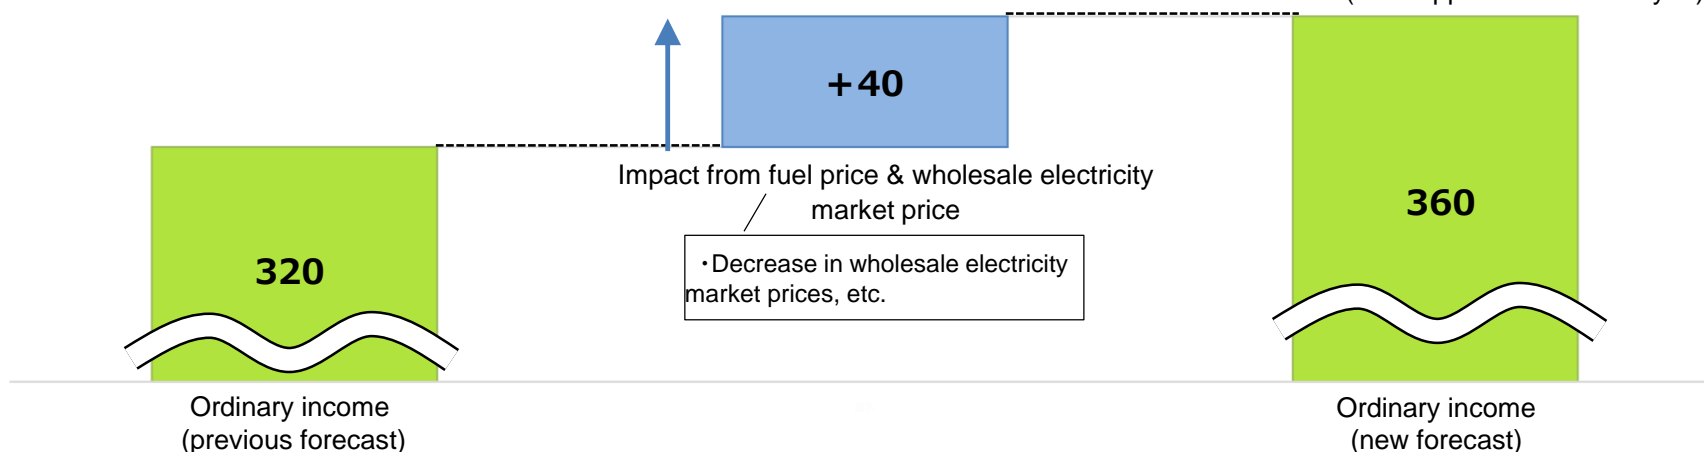 +40
Impact from fuel price & wholesale electricity
market price
360
・Decrease in wholesale electricity
market prices, etc.
320
Ordinary income
(previous forecast)
Ordinary income
(new forecast)